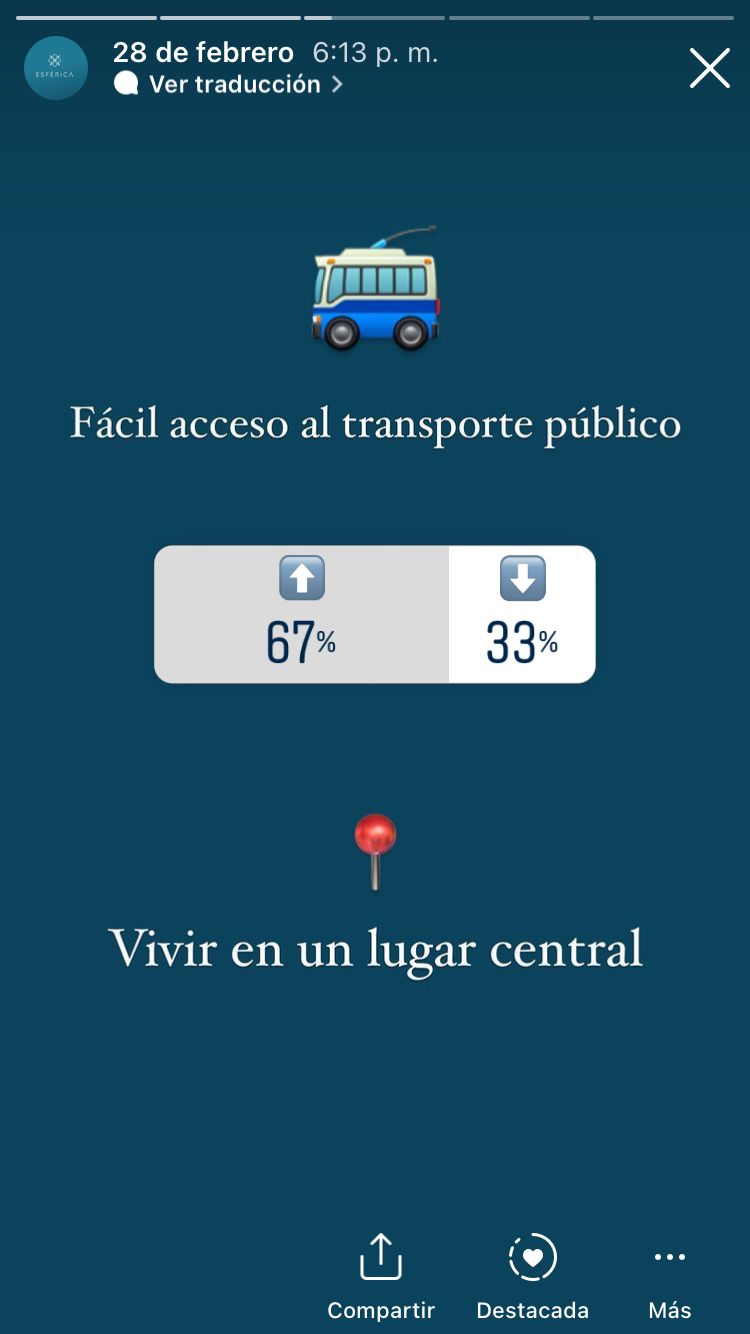 28 de febrero 6:13 p. m.
ESFÉRICA
Ver traducción >
Fácil acceso al transporte público
67% 33%
Vivir en un lugar central
Compartir Destacada Más